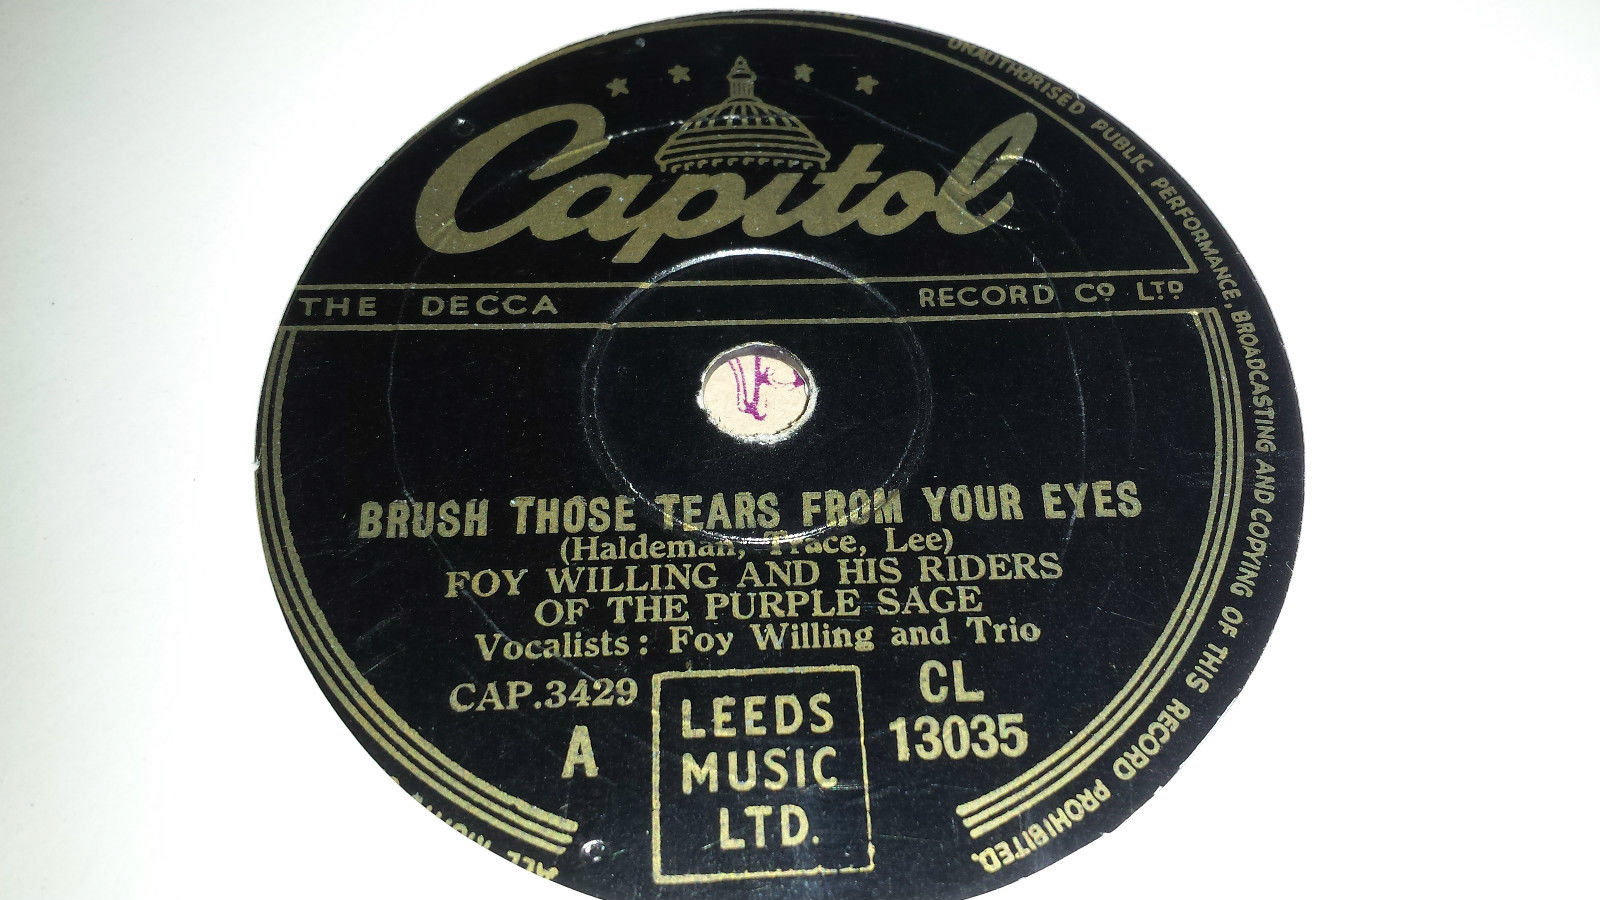 Capitol
THE DECCA RECORD Cº LTD
BRUSH THOSE TEARS FROM YOUR EYES
(Haldeman, Trace, Lee)
FOY WILLING AND HIS RIDERS
OF THE PURPLE SAGE
Vocalists : Foy Willing and Trio
CAP.3429
A
LEEDS
MUSIC
LTD.
CL
13035
UNAUTHORISED PUBLIC PERFORMANCE, BROADCASTING AND COPYING OF THIS RECORD PROHIBITED.
ALL